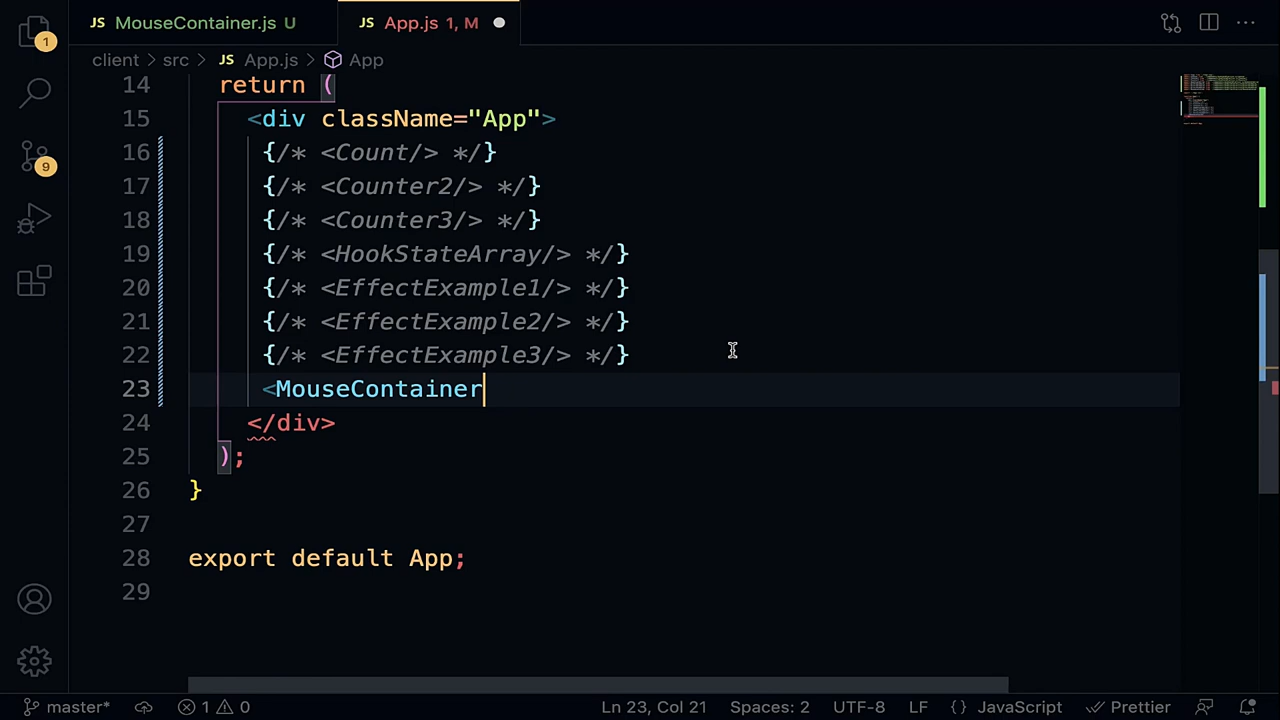 JS MouseContainer.js U
JS App.js 1, M
1
client > src > JS App.js > App
14 return (
15 <div className="App">
16 {/* <Count/> */}
17 {/* <Counter2/> */}
18 {/* <Counter3/> */}
19 {/* <HookStateArray/> */}
20 {/* <EffectExample1/> */}
21 {/* <EffectExample2/> */}
22 {/* <EffectExample3/> */}
23 <MouseContainer
24 </div>
25 );
26 }
27
28 export default App;
29
9
master* 1 0 Ln 23, Col 21 Spaces: 2 UTF-8 LF {} JavaScript Prettier